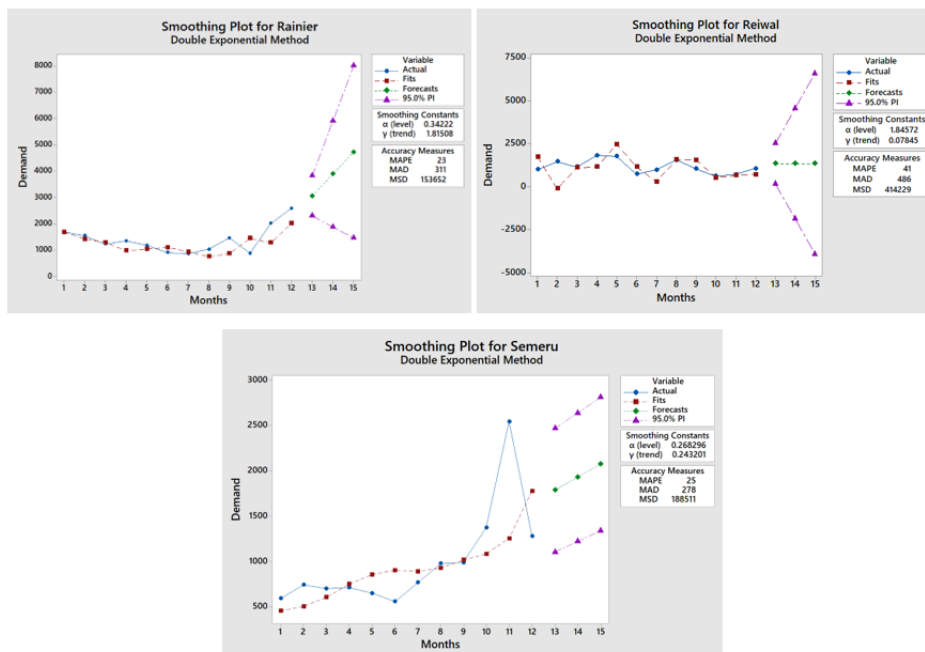 Smoothing Plot for Rainier
Double Exponential Method
Demand
8000
7000
6000
5000
4000
3000
2000
1000
0
1 2 3 4 5 6 7 8 9 10 11 12 13 14 15
Months
Variable
Actual
Fits
Forecasts
95.0% PI
Smoothing Constants
α (level) 0.34222
γ (trend) 1.81508
Accuracy Measures
MAPE 23
MAD 311
MSD 153652
Smoothing Plot for Reiwal
Double Exponential Method
Demand
7500
5000
2500
0
-2500
-5000
1 2 3 4 5 6 7 8 9 10 11 12 13 14 15
Months
Variable
Actual
Fits
Forecasts
95.0% PI
Smoothing Constants
α (level) 1.84572
γ (trend) 0.07845
Accuracy Measures
MAPE 41
MAD 486
MSD 414229
Smoothing Plot for Semeru
Double Exponential Method
Demand
3000
2500
2000
1500
1000
500
1 2 3 4 5 6 7 8 9 10 11 12 13 14 15
Months
Variable
Actual
Fits
Forecasts
95.0% PI
Smoothing Constants
α (level) 0.268296
γ (trend) 0.243201
Accuracy Measures
MAPE 25
MAD 278
MSD 188511